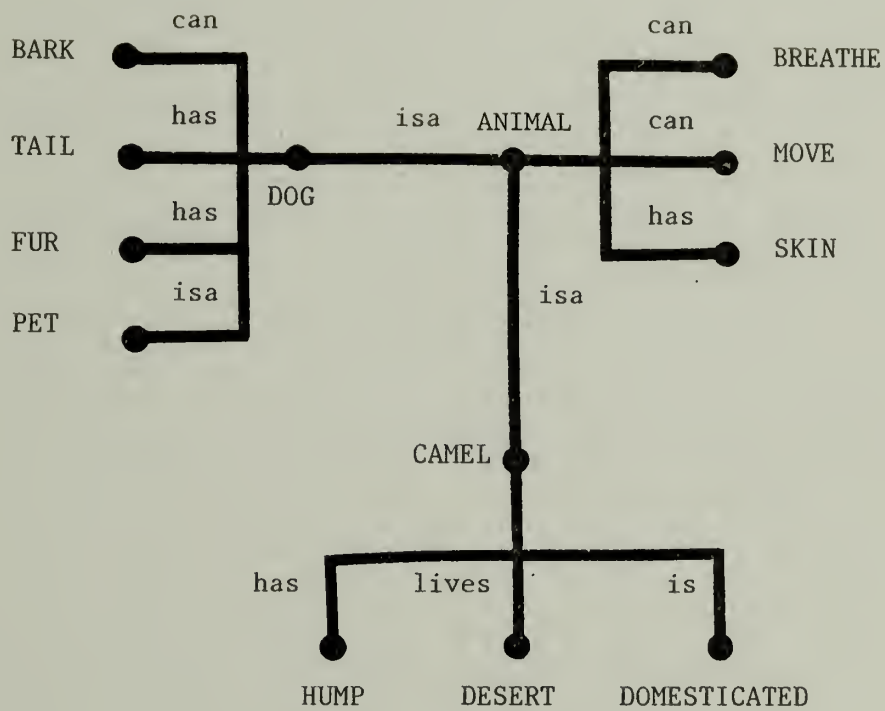 can can
BARK BREATHE
has isa ANIMAL can
TAIL MOVE
DOG
has has
FUR SKIN
isa isa
PET
CAMEL
has lives is
HUMP DESERT DOMESTICATED